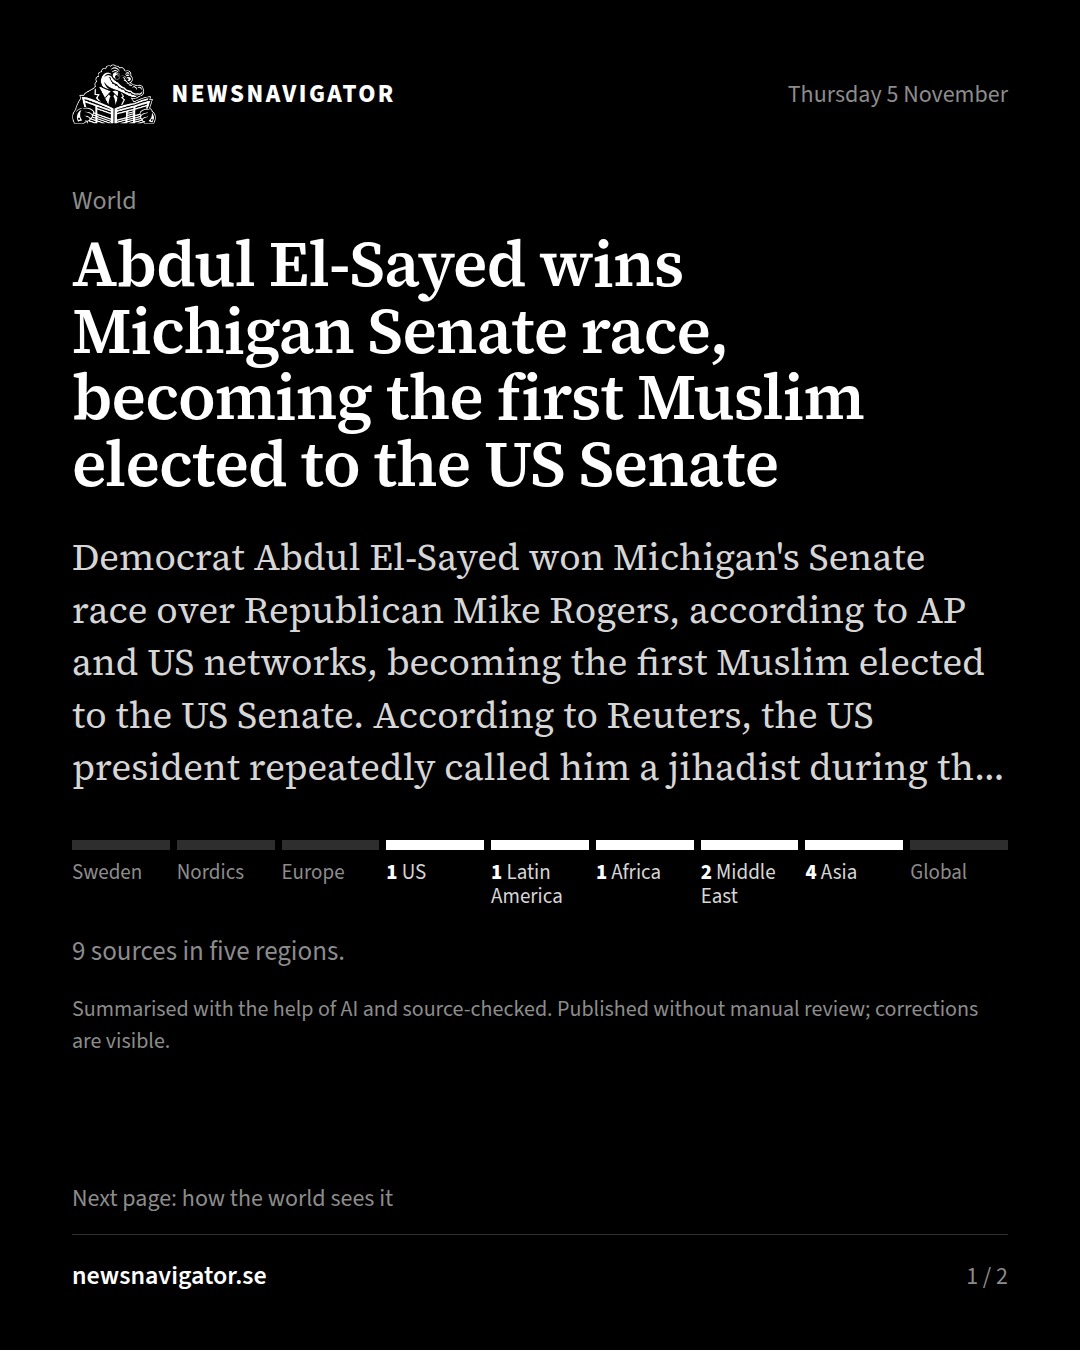 NEWSNAVIGATOR
Thursday 5 November
World
Abdul El-Sayed wins
Michigan Senate race,
becoming the first Muslim
elected to the US Senate
Democrat Abdul El-Sayed won Michigan's Senate
race over Republican Mike Rogers, according to AP
and US networks, becoming the first Muslim elected
to the US Senate. According to Reuters, the US
president repeatedly called him a jihadist during th...
Sweden
Nordics
Europe
1 US
1 Latin
America
1 Africa
2 Middle
East
4 Asia
Global
9 sources in five regions.
Summarised with the help of AI and source-checked. Published without manual review; corrections
are visible.
Next page: how the world sees it
newsnavigator.se
1 / 2